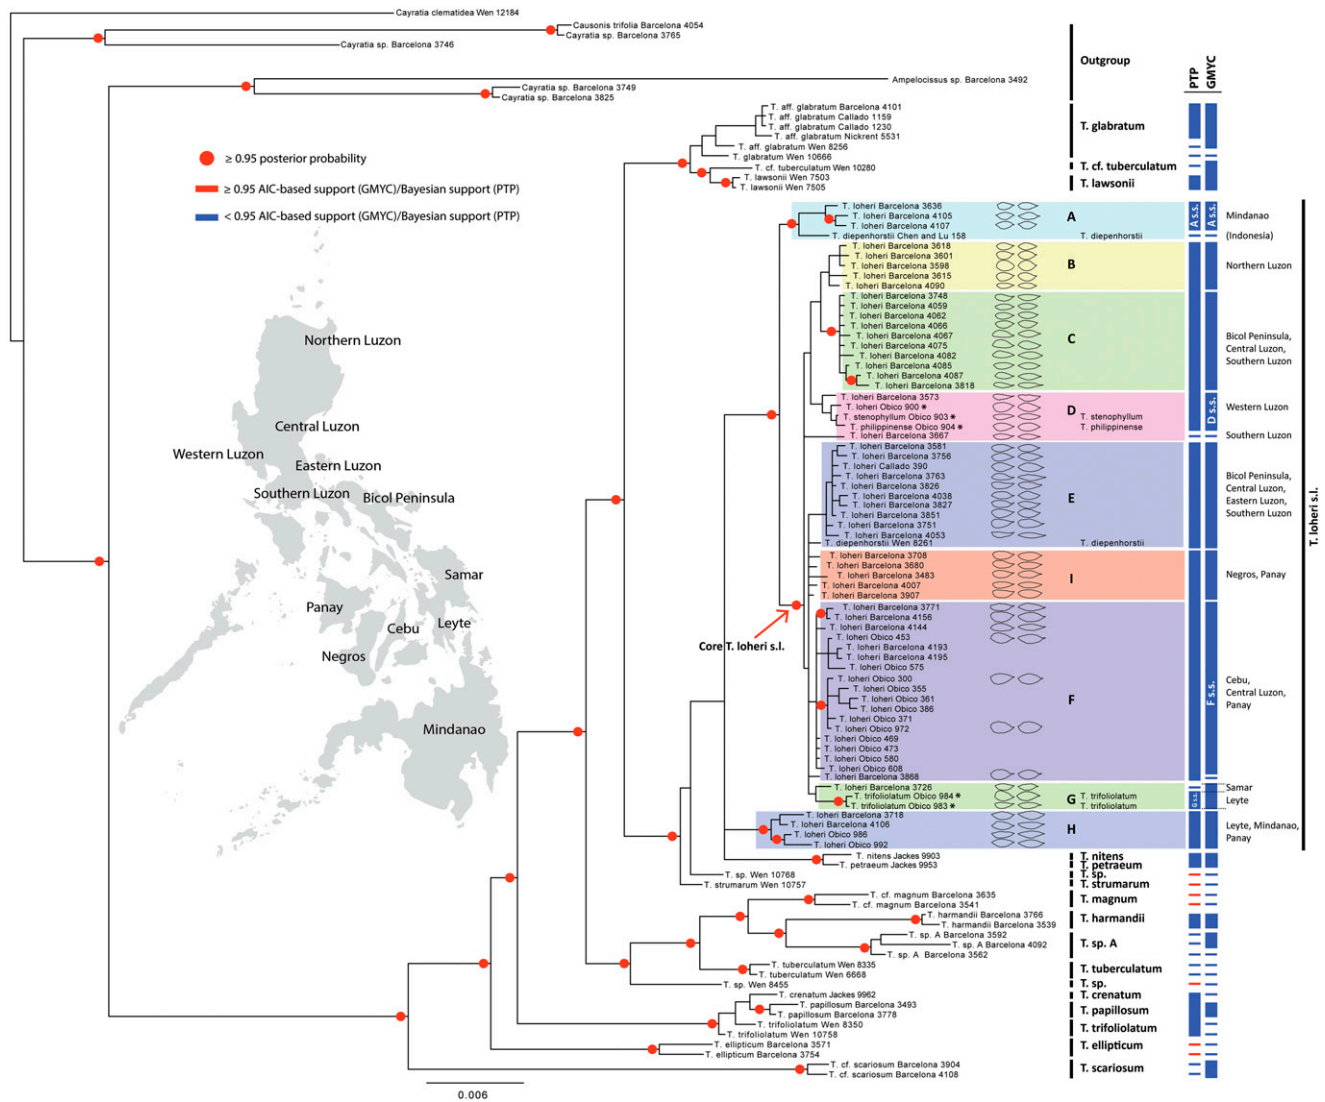 Cayratia clematidea Wen 12184
Causonis trifolia Barcelona 4054
Cayratia sp. Barcelona 3765
Cayratia sp. Barcelona 3746
Ampelocissus sp. Barcelona 3492
Cayratia sp. Barcelona 3749
Cayratia sp. Barcelona 3825
Outgroup
PTP
GMYC
≥ 0.95 posterior probability
≥ 0.95 AIC-based support (GMYC)/Bayesian support (PTP)
< 0.95 AIC-based support (GMYC)/Bayesian support (PTP)
T. aff. glabratum Barcelona 4101
T. aff. glabratum Callado 1159
T. aff. glabratum Callado 1230
T. aff. glabratum Nickrent 5531
T. aff. glabratum Wen 8256
T. glabratum Wen 10666
T. cf. tuberculatum Wen 10280
T. lawsonii Wen 7503
T. lawsonii Wen 7505
T. glabratum
T. cf. tuberculatum
T. lawsonii
T. loheri Barcelona 3636
T. loheri Barcelona 4105
T. loheri Barcelona 4107
T. diepenhorstii Chen and Lu 158
A
T. diepenhorstii
A s.s.
A s.s.
Mindanao
(Indonesia)
T. loheri Barcelona 3618
T. loheri Barcelona 3601
T. loheri Barcelona 3598
T. loheri Barcelona 3615
T. loheri Barcelona 4090
B
Northern Luzon
T. loheri Barcelona 3748
T. loheri Barcelona 4059
T. loheri Barcelona 4062
T. loheri Barcelona 4066
T. loheri Barcelona 4067
T. loheri Barcelona 4075
T. loheri Barcelona 4082
T. loheri Barcelona 4085
T. loheri Barcelona 4087
T. loheri Barcelona 3818
C
Bicol Peninsula,
Central Luzon,
Southern Luzon
T. loheri Barcelona 3573
T. loheri Obico 900 *
T. stenophyllum Obico 903 *
T. philippinense Obico 904 *
T. loheri Barcelona 3667
D
T. stenophyllum
T. philippinense
D s.s.
Western Luzon
Southern Luzon
T. loheri Barcelona 3581
T. loheri Barcelona 3756
T. loheri Callado 390
T. loheri Barcelona 3763
T. loheri Barcelona 3826
T. loheri Barcelona 4038
T. loheri Barcelona 3827
T. loheri Barcelona 3851
T. loheri Barcelona 3751
T. loheri Barcelona 4053
T. diepenhorstii Wen 8261
E
T. diepenhorstii
Bicol Peninsula,
Central Luzon,
Eastern Luzon,
Southern Luzon
T. loheri s.l.
T. loheri Barcelona 3708
T. loheri Barcelona 3680
T. loheri Barcelona 3483
T. loheri Barcelona 4007
T. loheri Barcelona 3907
I
Negros, Panay
Core T. loheri s.l.
T. loheri Barcelona 3771
T. loheri Barcelona 4156
T. loheri Barcelona 4144
T. loheri Obico 453
T. loheri Barcelona 4193
T. loheri Barcelona 4195
T. loheri Obico 575
T. loheri Obico 300
T. loheri Obico 355
T. loheri Obico 361
T. loheri Obico 386
T. loheri Obico 371
T. loheri Obico 972
T. loheri Obico 469
T. loheri Obico 473
T. loheri Obico 580
T. loheri Obico 608
T. loheri Barcelona 3868
F
F s.s.
Cebu,
Central Luzon,
Panay
T. loheri Barcelona 3726
T. trifoliolatum Obico 984 *
T. trifoliolatum Obico 983 *
G
T. trifoliolatum
T. trifoliolatum
G s.s.
Samar
Leyte
T. loheri Barcelona 3718
T. loheri Barcelona 4106
T. loheri Obico 986
T. loheri Obico 992
H
Leyte, Mindanao,
Panay
T. nitens Jackes 9903
T. petraeum Jackes 9953
T. sp. Wen 10768
T. strumarum Wen 10757
T. nitens
T. petraeum
T. sp.
T. strumarum
T. cf. magnum Barcelona 3635
T. cf. magnum Barcelona 3541
T. magnum
T. harmandii Barcelona 3766
T. harmandii Barcelona 3539
T. harmandii
T. sp. A Barcelona 3592
T. sp. A Barcelona 4092
T. sp. A Barcelona 3562
T. sp. A
T. tuberculatum Wen 8335
T. tuberculatum Wen 6668
T. tuberculatum
T. sp. Wen 8455
T. sp.
T. crenatum Jackes 9962
T. crenatum
T. papillosum Barcelona 3493
T. papillosum Barcelona 3778
T. papillosum
T. trifoliolatum Wen 8350
T. trifoliolatum Wen 10758
T. trifoliolatum
T. ellipticum Barcelona 3571
T. ellipticum Barcelona 3754
T. ellipticum
T. cf. scariosum Barcelona 3904
T. cf. scariosum Barcelona 4108
T. scariosum
Northern Luzon
Central Luzon
Western Luzon
Eastern Luzon
Southern Luzon
Bicol Peninsula
Samar
Panay
Cebu
Leyte
Negros
Mindanao
0.006